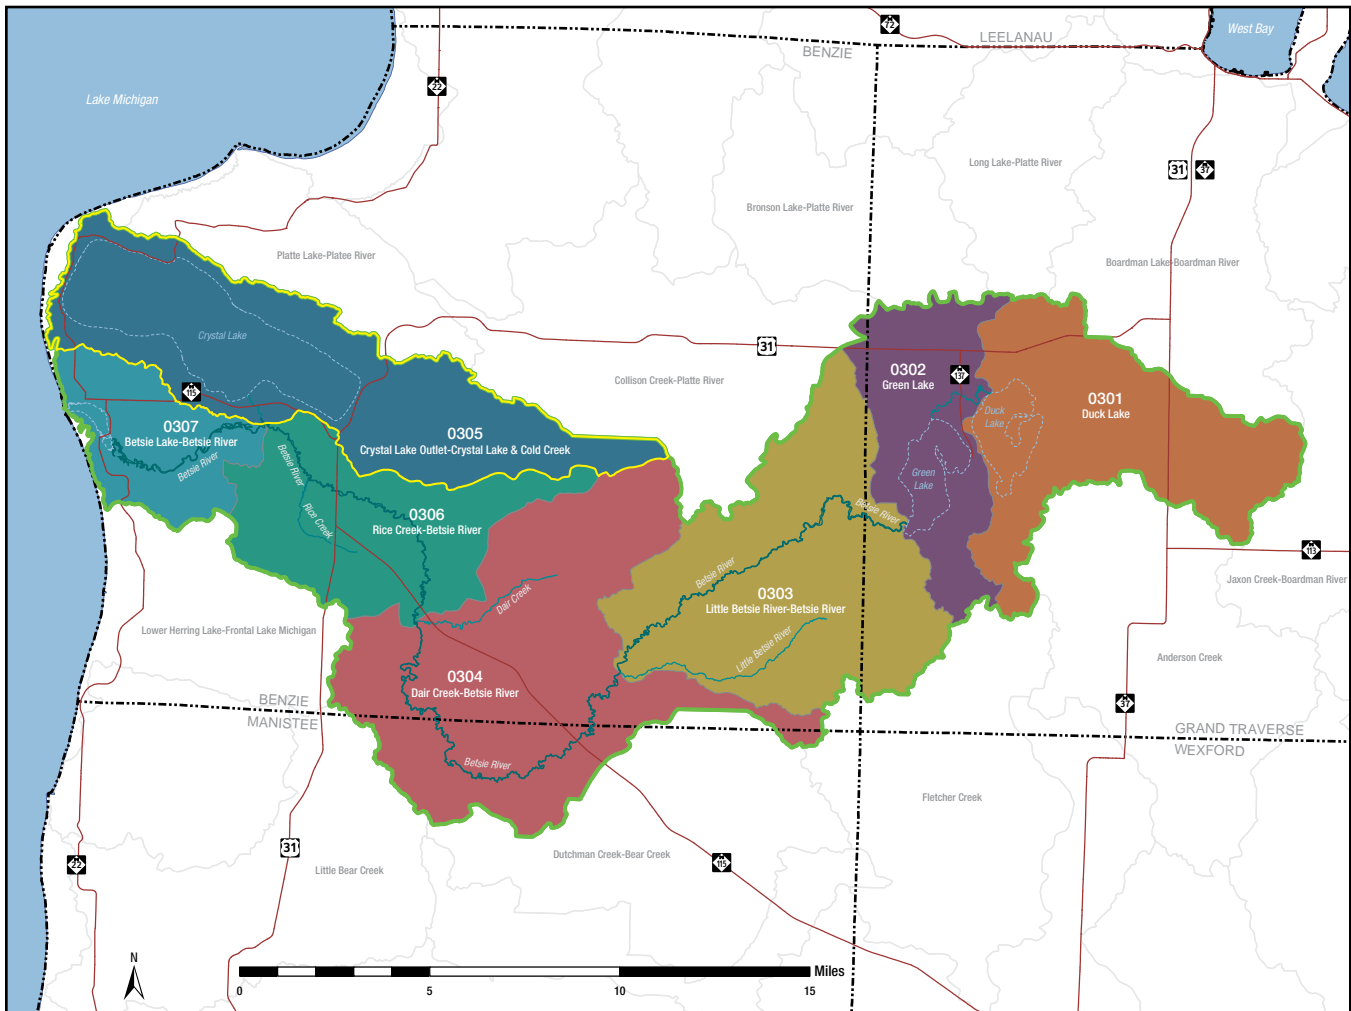 72
West Bay
LEELANAU
BENZIE
22
Lake Michigan
Long Lake-Platte River
31
37
Bronson Lake-Platte River
Platte Lake-Platee River
Boardman Lake-Boardman River
Crystal Lake
31
0302
Green Lake
137
Collison Creek-Platte River
115
0301
Duck Lake
Duck
Lake
0307
Betsie Lake-Betsie River
0305
Crystal Lake Outlet-Crystal Lake & Cold Creek
Betsie River
Betsie River
Green
Lake
0306
Rice Creek-Betsie River
Rice Creek
Betsie River
113
Jaxon Creek-Boardman River
Betsie River
Dair Creek
0303
Little Betsie River-Betsie River
Lower Herring Lake-Frontal Lake Michigan
Little Betsie River
Anderson Creek
0304
Dair Creek-Betsie River
BENZIE
MANISTEE
37
GRAND TRAVERSE
WEXFORD
Betsie River
Fletcher Creek
31
22
Little Bear Creek
Dutchman Creek-Bear Creek
115
N
Miles
0
5
10
15